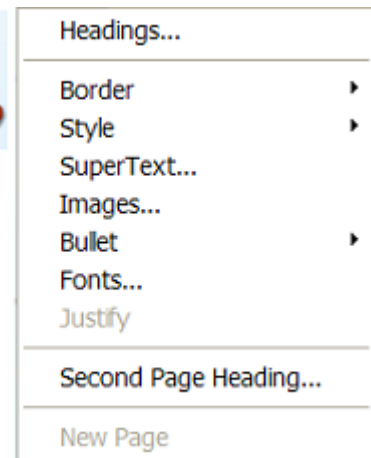 Headings...
Border
Style
SuperText...
Images...
Bullet
Fonts...
Justify
Second Page Heading...
New Page